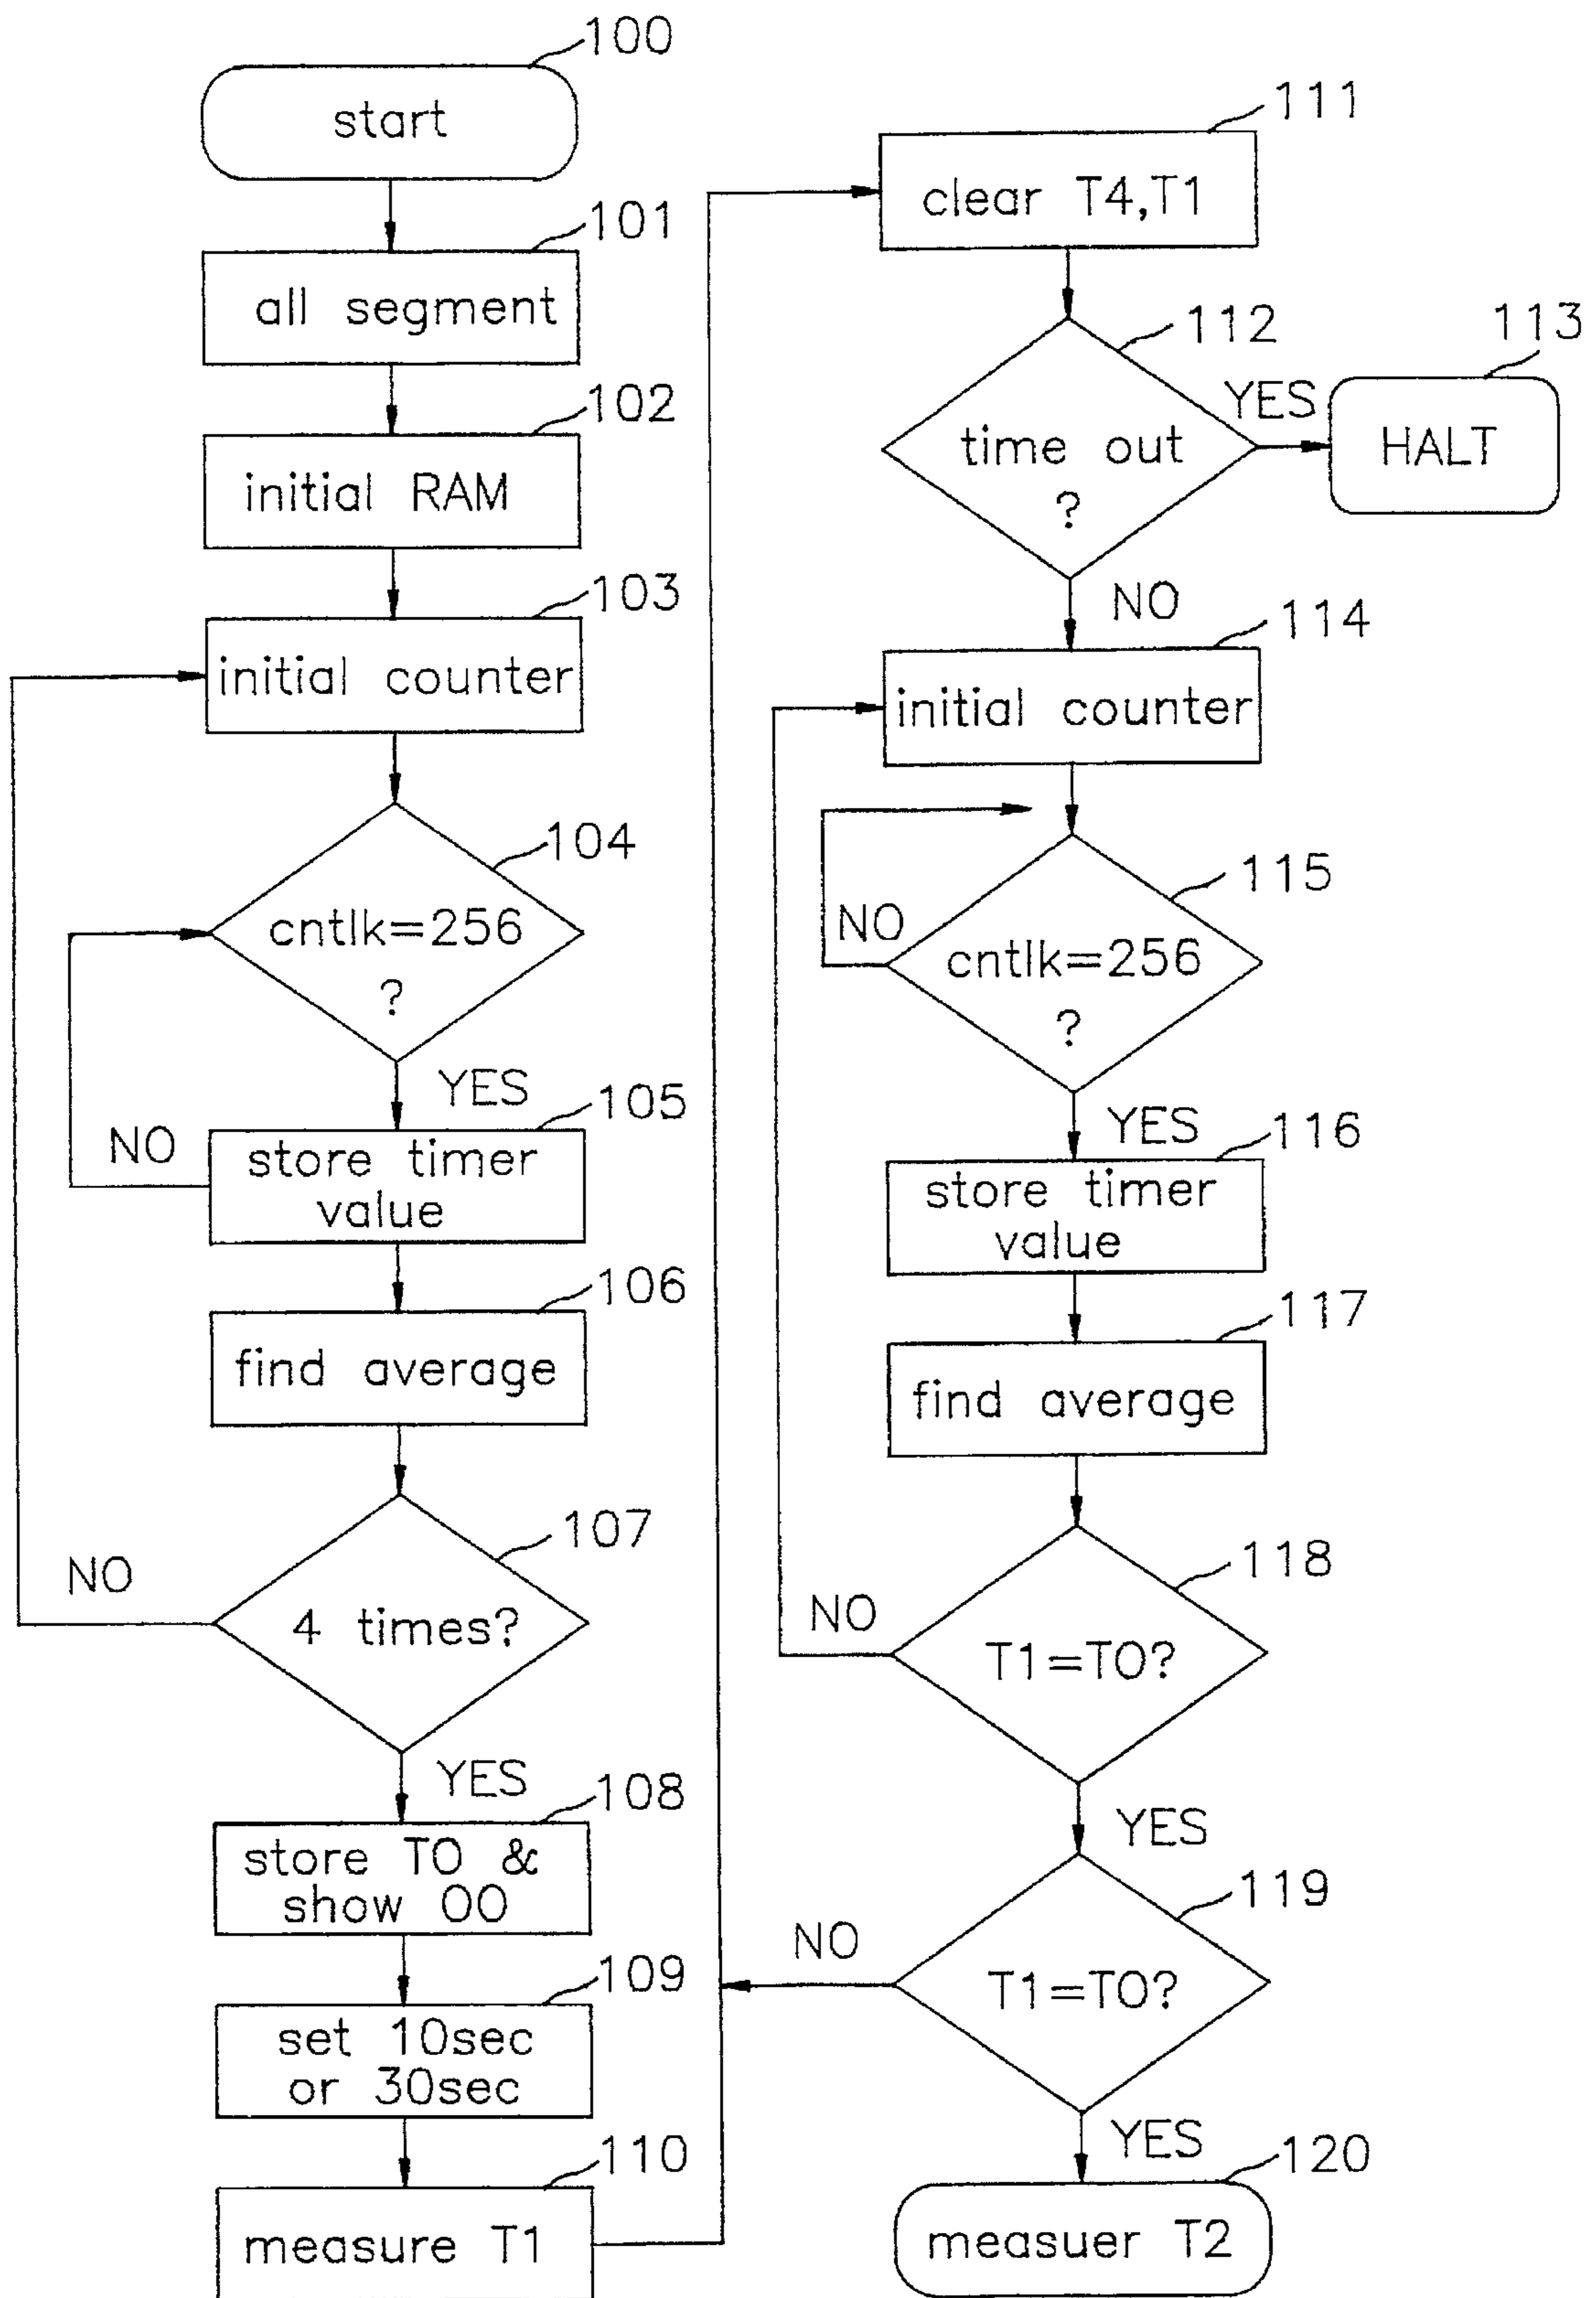 100
start
101
all segment
102
initial RAM
103
initial counter
104
cntlk=256
?
YES
NO
105
store timer
value
106
find average
107
NO
4 times?
YES
108
store T0 &
show 00
109
set 10sec
or 30sec
110
measure T1
111
clear T4,T1
112
time out
?
YES
113
HALT
NO
114
initial counter
115
NO
cntlk=256
?
YES
116
store timer
value
117
find average
118
NO
T1=T0?
YES
119
NO
T1=T0?
YES
120
measuer T2